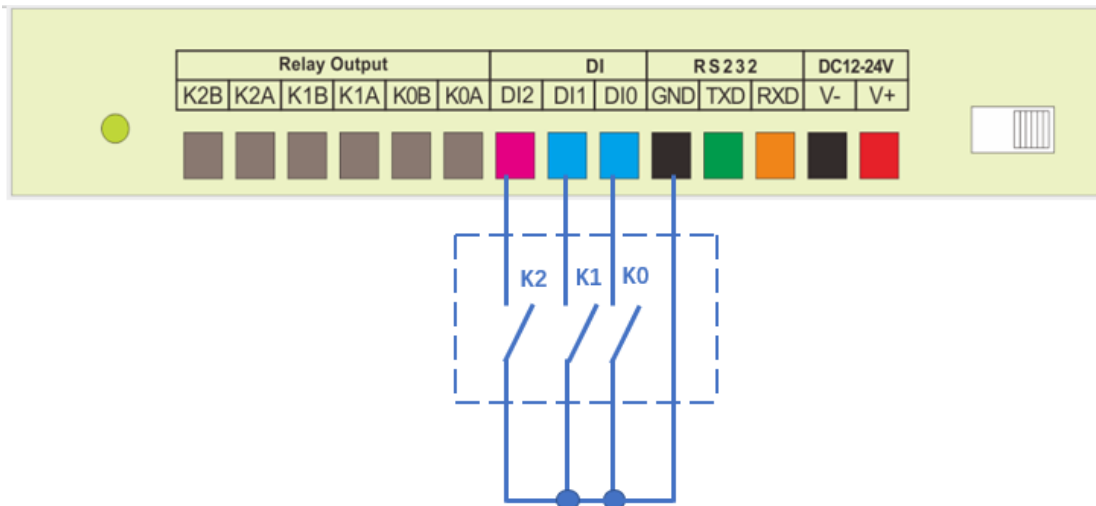 Relay Output DI RS232 DC12-24V
K2B K2A K1B K1A K0B K0A DI2 DI1 DI0 GND TXD RXD V- V+
K2 K1 K0